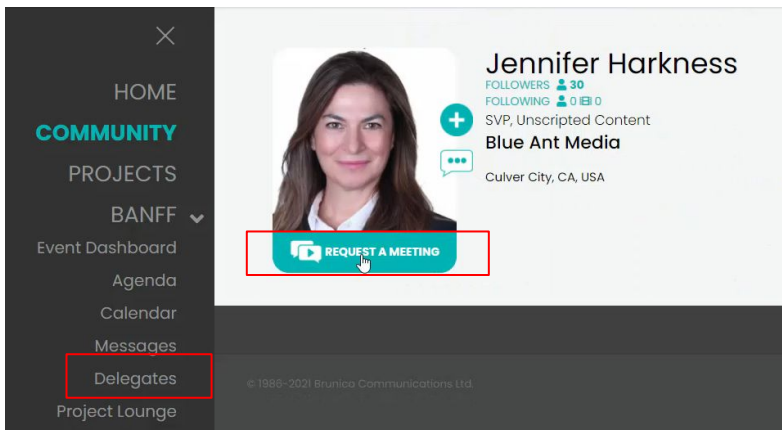 HOME
COMMUNITY
PROJECTS
BANFF
Event Dashboard
Agenda
Calendar
Messages
Delegates
Project Lounge
Jennifer Harkness
FOLLOWERS 30
FOLLOWING 0 0
SVP, Unscripted Content
Blue Ant Media
Culver City, CA, USA
REQUEST A MEETING
© 1986-2021 Brunico Communications Ltd.